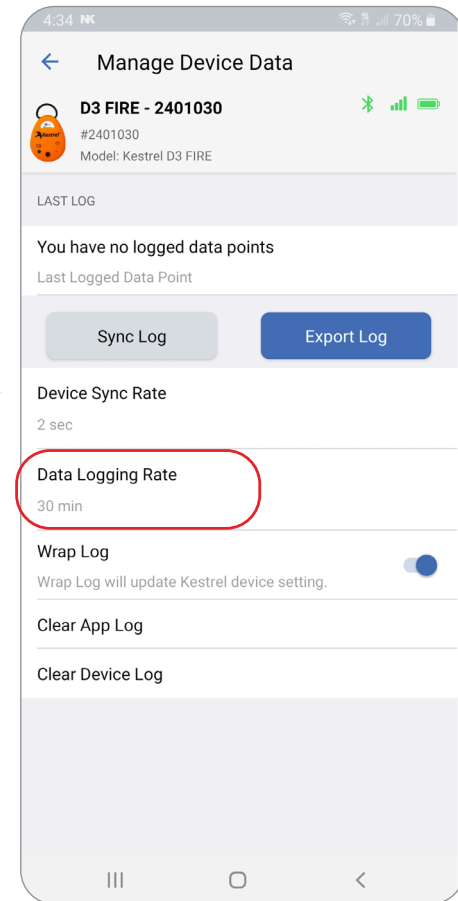 4:34 NK 70%
Manage Device Data
D3 FIRE - 2401030
#2401030
Model: Kestrel D3 FIRE
Kestrel
LAST LOG
You have no logged data points
Last Logged Data Point
Sync Log Export Log
Device Sync Rate
2 sec
Data Logging Rate
30 min
Wrap Log
Wrap Log will update Kestrel device setting.
Clear App Log
Clear Device Log